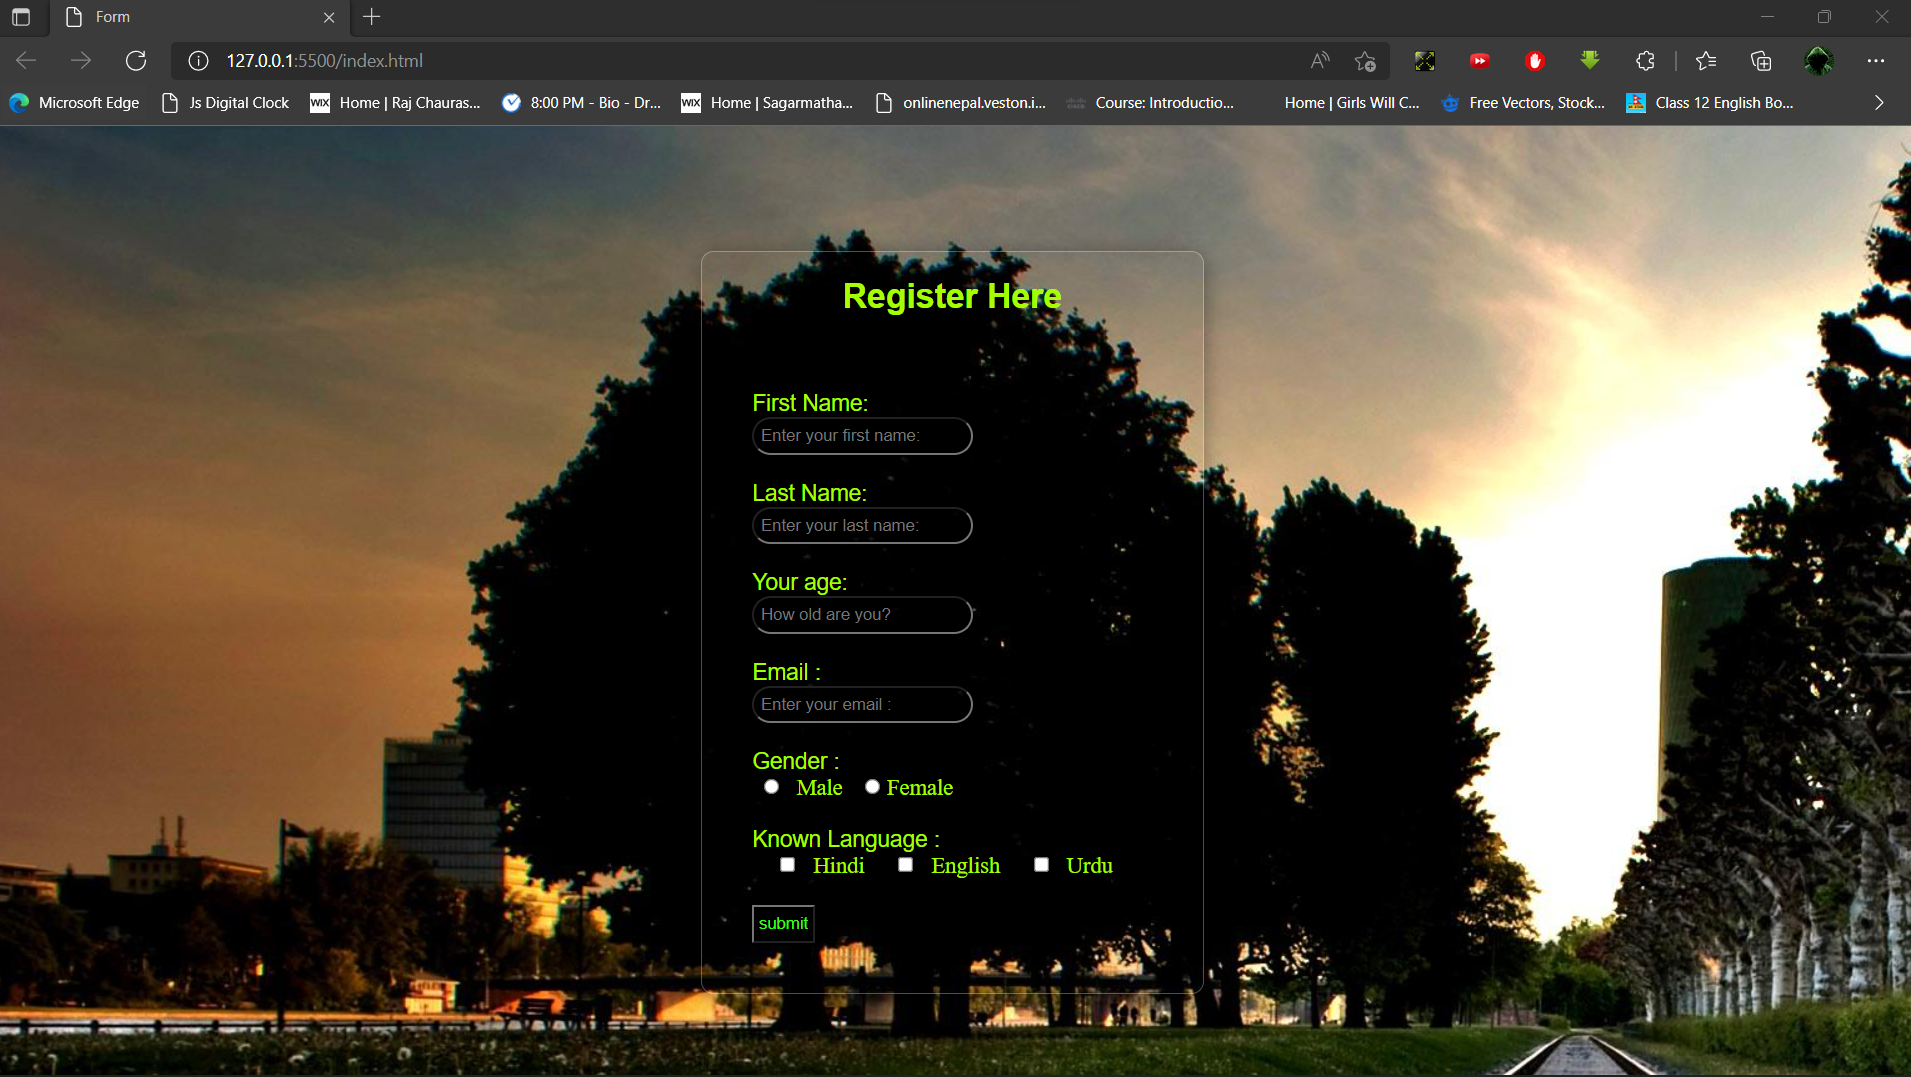 Form
127.0.0.1:5500/index.html
Microsoft Edge
Js Digital Clock
WIX Home | Raj Chauras...
8:00 PM - Bio - Dr...
WIX Home | Sagarmatha...
onlinenepal.veston.i...
Course: Introductio...
Home | Girls Will C...
Free Vectors, Stock...
Class 12 English Bo...
Register Here
First Name:
Enter your first name:
Last Name:
Enter your last name:
Your age:
How old are you?
Email :
Enter your email :
Gender :
Male Female
Known Language :
Hindi English Urdu
submit